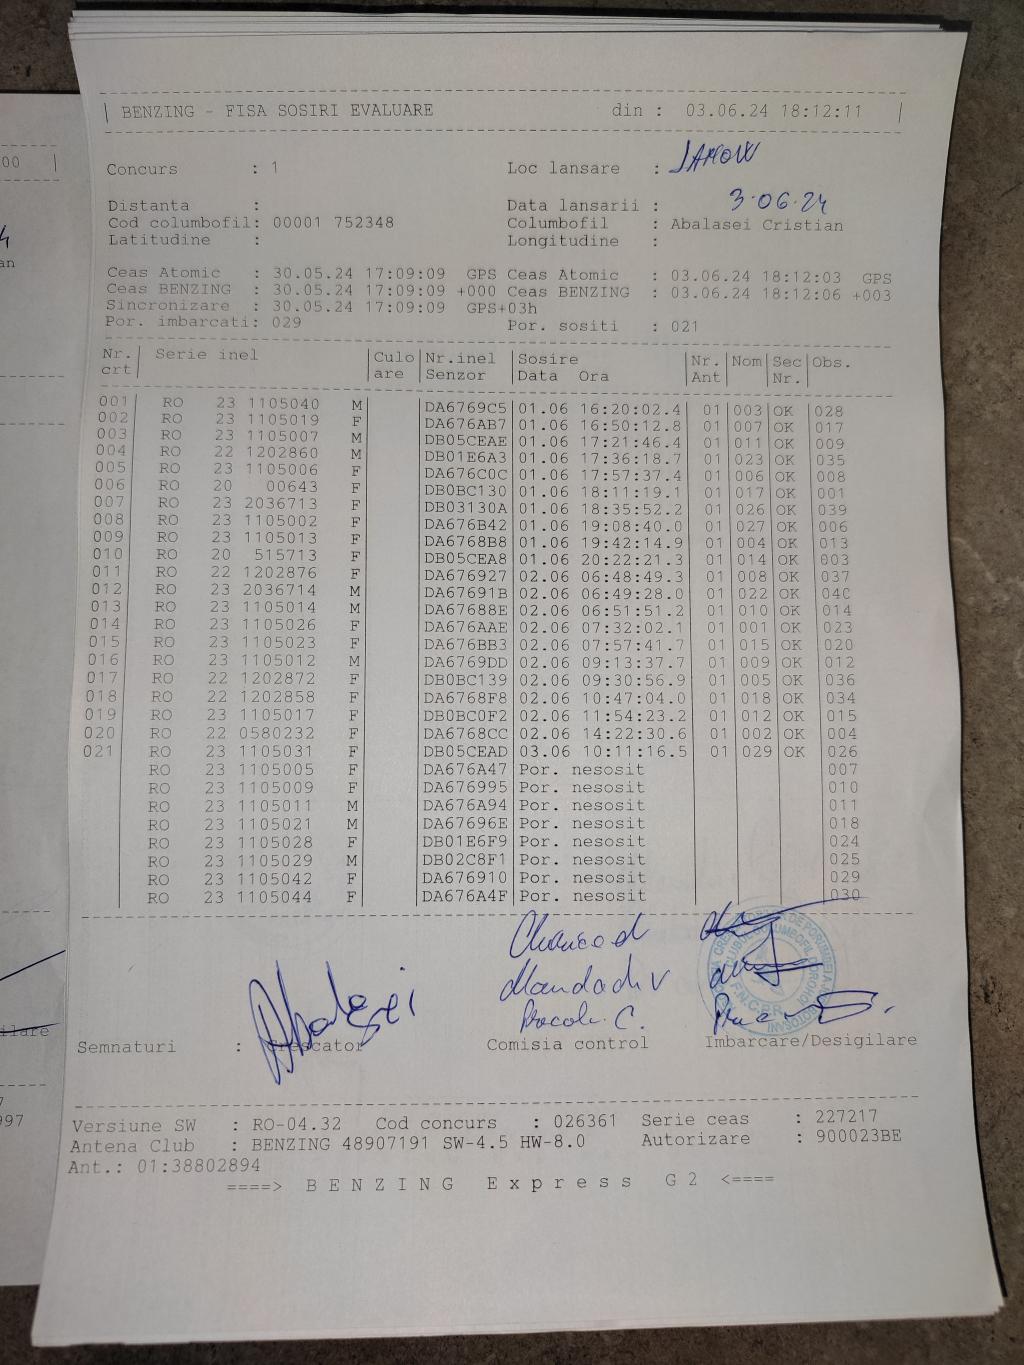 BENZING - FISA SOSIRI EVALUARE din : 03.06.24 18:12:11
Concurs : 1 Loc lansare : JANOW
Distanta : Data lansarii : 3.06.24
Cod columbofil: 00001 752348 Columbofil : Abalasei Cristian
Latitudine : Longitudine :
Ceas Atomic : 30.05.24 17:09:09 GPS Ceas Atomic : 03.06.24 18:12:03 GPS
Ceas BENZING : 30.05.24 17:09:09 +000 Ceas BENZING : 03.06.24 18:12:06 +003
Sincronizare : 30.05.24 17:09:09 GPS+03h
Por. imbarcati: 029 Por. sositi : 021
Nr. Serie inel Culo Nr.inel Sosire Nr. Nom Sec Obs.
crt are Senzor Data Ora Ant Nr.
001 RO 23 1105040 M DA6769C5 01.06 16:20:02.4 01 003 OK 028
002 RO 23 1105019 F DA676AB7 01.06 16:50:12.8 01 007 OK 017
003 RO 23 1105007 M DB05CEAE 01.06 17:21:46.4 01 011 OK 009
004 RO 22 1202860 M DB01E6A3 01.06 17:36:18.7 01 023 OK 035
005 RO 23 1105006 F DA676C0C 01.06 17:57:37.4 01 006 OK 008
006 RO 20 00643 F DB0BC130 01.06 18:11:19.1 01 017 OK 001
007 RO 23 2036713 F DB03130A 01.06 18:35:52.2 01 026 OK 039
008 RO 23 1105002 F DA676B42 01.06 19:08:40.0 01 027 OK 006
009 RO 23 1105013 F DA6768B8 01.06 19:42:14.9 01 004 OK 013
010 RO 20 515713 F DB05CEA8 01.06 20:22:21.3 01 014 OK 003
011 RO 22 1202876 F DA676927 02.06 06:48:49.3 01 008 OK 037
012 RO 23 2036714 M DA67691B 02.06 06:49:28.0 01 022 OK 040
013 RO 23 1105014 M DA67688E 02.06 06:51:51.2 01 010 OK 014
014 RO 23 1105026 F DA676AAE 02.06 07:32:02.1 01 001 OK 023
015 RO 23 1105023 F DA676BB3 02.06 07:57:41.7 01 015 OK 020
016 RO 23 1105012 M DA6769DD 02.06 09:13:37.7 01 009 OK 012
017 RO 22 1202872 F DB0BC139 02.06 09:30:56.9 01 005 OK 036
018 RO 22 1202858 F DA6768F8 02.06 10:47:04.0 01 018 OK 034
019 RO 23 1105017 F DB0BC0F2 02.06 11:54:23.2 01 012 OK 015
020 RO 22 0580232 F DA6768CC 02.06 14:22:30.6 01 002 OK 004
021 RO 23 1105031 F DB05CEAD 03.06 10:11:16.5 01 029 OK 026
RO 23 1105005 F DA676A47 Por. nesosit 007
RO 23 1105009 F DA676995 Por. nesosit 010
RO 23 1105011 M DA676A94 Por. nesosit 011
RO 23 1105021 M DA67696E Por. nesosit 018
RO 23 1105028 F DB01E6F9 Por. nesosit 024
RO 23 1105029 M DB02C8F1 Por. nesosit 025
RO 23 1105042 F DA676910 Por. nesosit 029
RO 23 1105044 F DA676A4F Por. nesosit 030
Abalasei
Semnaturi : Crescator Comisia control Imbarcare/Desigilare
Versiune SW : RO-04.32 Cod concurs : 026361 Serie ceas : 227217
Antena Club : BENZING 48907191 SW-4.5 HW-8.0 Autorizare : 900023BE
Ant.: 01:38802894
====> BENZING Express G2 <====